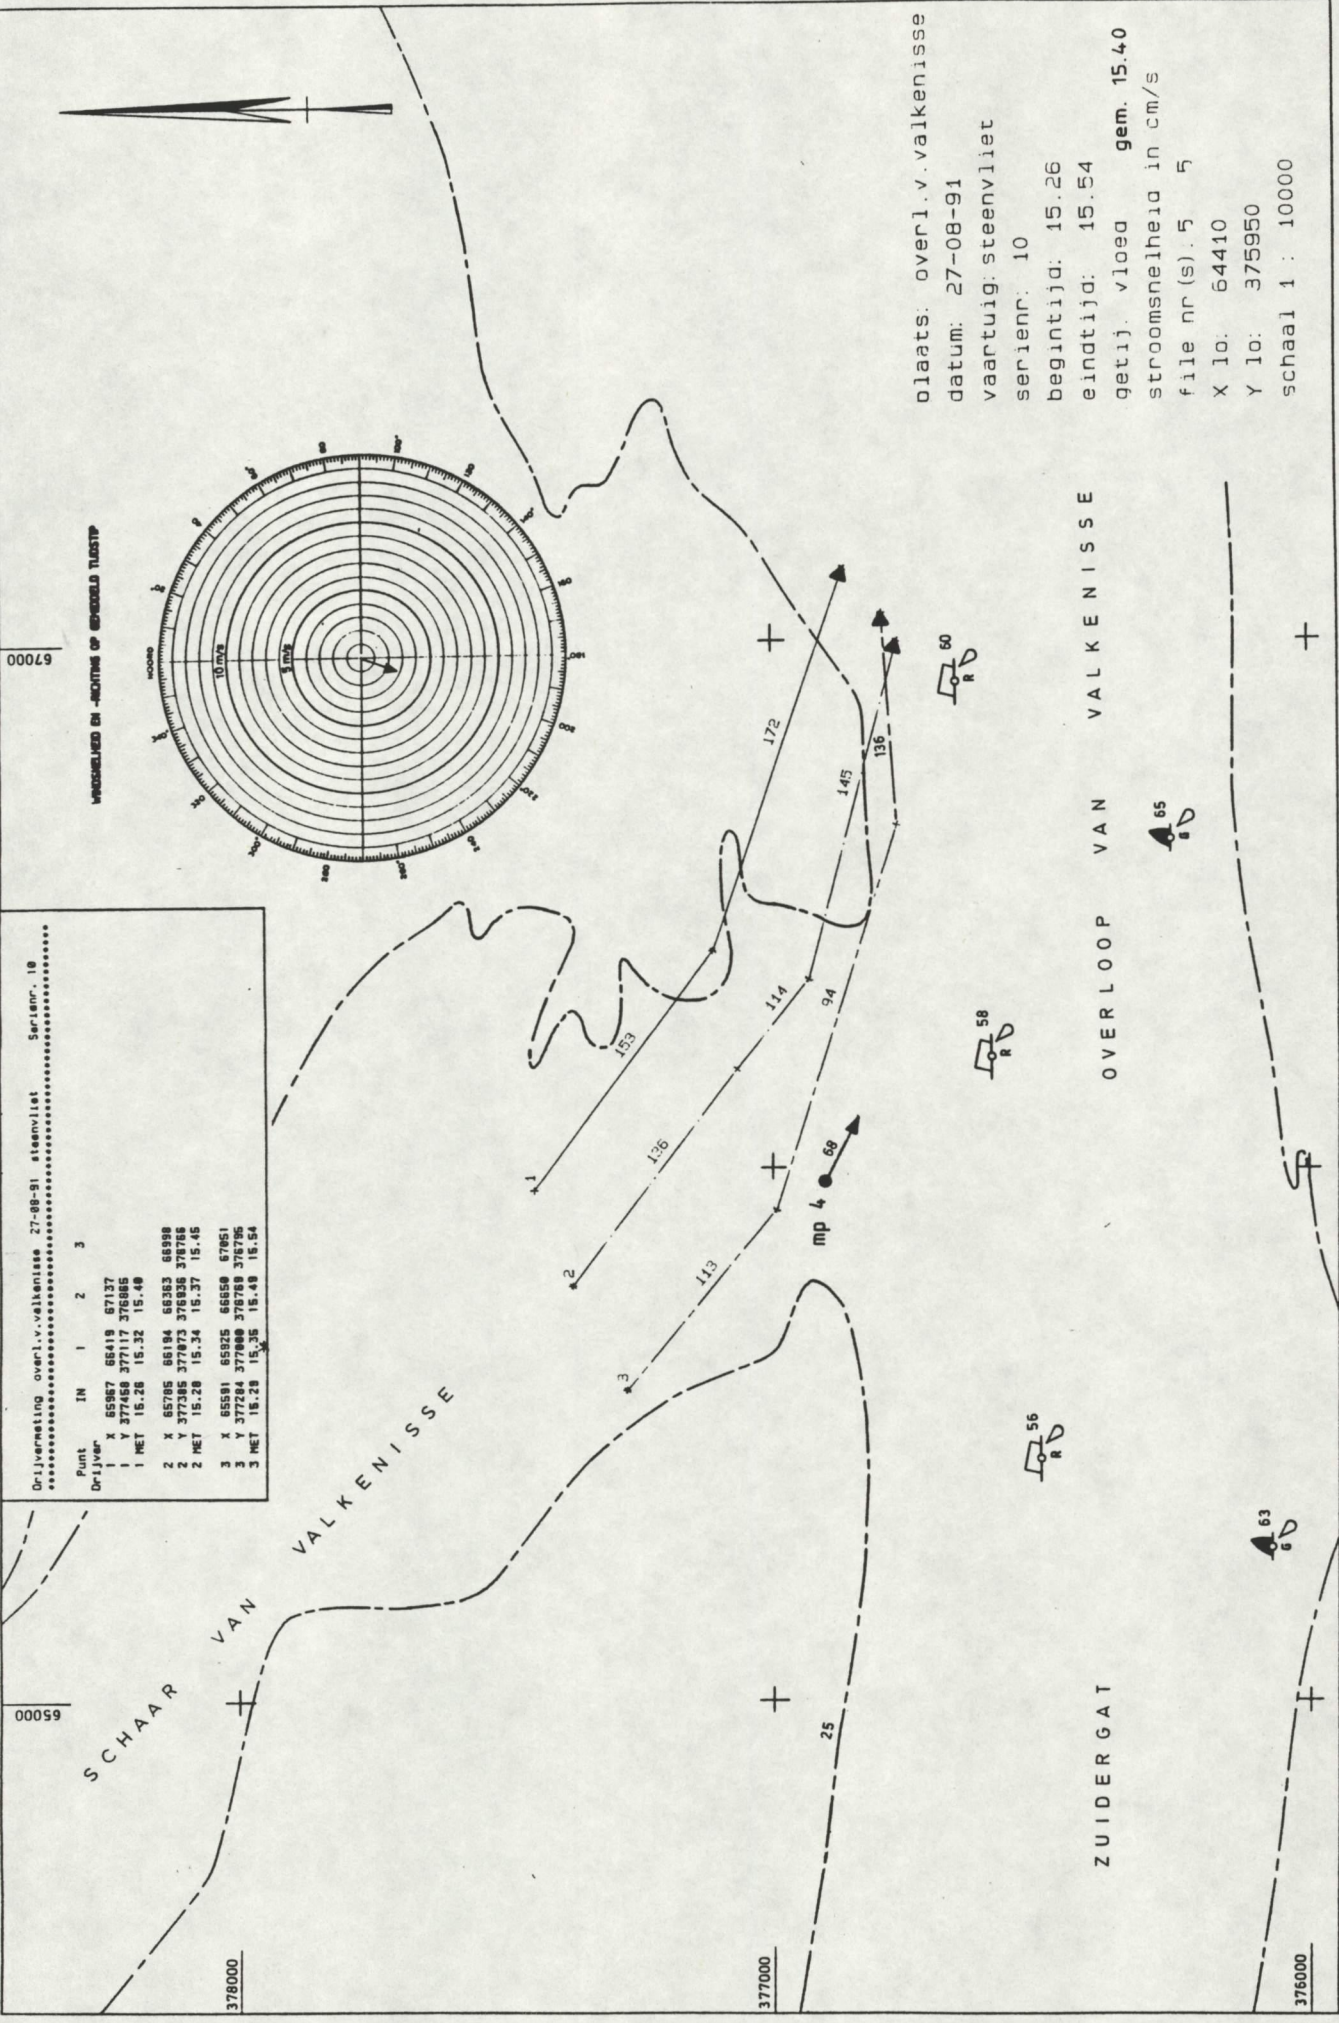 Drijvermeting overl.v.valkenisse 27-08-91 steenvliet Serienr. 10
Punt IN 1 2 3
Drijver
1 X 65967 66419 67137
1 Y 377458 377117 376865
1 MET 15.26 15.32 15.40
2 X 65785 66194 66363 66998
2 Y 377385 377073 376936 376766
2 MET 15.28 15.34 15.37 15.45
3 X 65591 65925 66650 67051
3 Y 377284 377000 376769 376796
3 MET 15.29 15.35 15.49 15.54
WINDSNELHEID EN -RICHTING OP GEMIDDELD TIJDSTIP
NOORD
10 m/s
5 m/s
65000
67000
378000
377000
376000
SCHAAR VAN VALKENISSE
1
153
172
2
136
114
145
3
113
94
136
mp 4
68
25
R 60
R 58
R 56
G 65
G 63
OVERLOOP VAN VALKENISSE
ZUIDERGAT
plaats: overl.v.valkenisse
datum: 27-08-91
vaartuig: steenvliet
serienr: 10
begintijd: 15.26
eindtijd: 15.54
getij: vloed gem. 15.40
stroomsnelheid in cm/s
file nr(s). 5 5
X lo: 64410
Y lo: 375950
schaal 1 : 10000